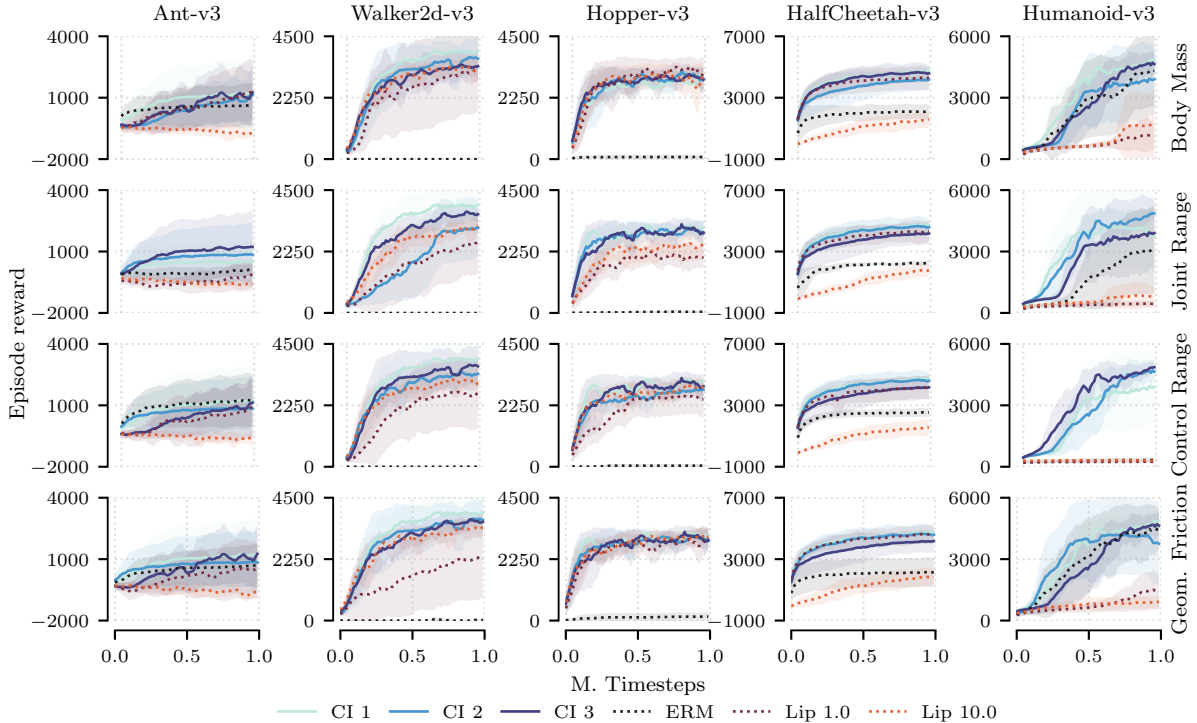 Ant-v3 Walker2d-v3 Hopper-v3 HalfCheetah-v3 Humanoid-v3
4000 4500 4500 7000 6000
1000 2250 2250 3000 3000
−2000 0 0 −1000 0
Body Mass
4000 4500 4500 7000 6000
1000 2250 2250 3000 3000
−2000 0 0 −1000 0
Joint Range
4000 4500 4500 7000 6000
1000 2250 2250 3000 3000
−2000 0 0 −1000 0
Control Range
4000 4500 4500 7000 6000
1000 2250 2250 3000 3000
−2000 0 0 −1000 0
Geom. Friction
0.0 0.5 1.0 0.0 0.5 1.0 0.0 0.5 1.0 0.0 0.5 1.0 0.0 0.5 1.0
Episode reward
M. Timesteps
CI 1 CI 2 CI 3 ERM Lip 1.0 Lip 10.0